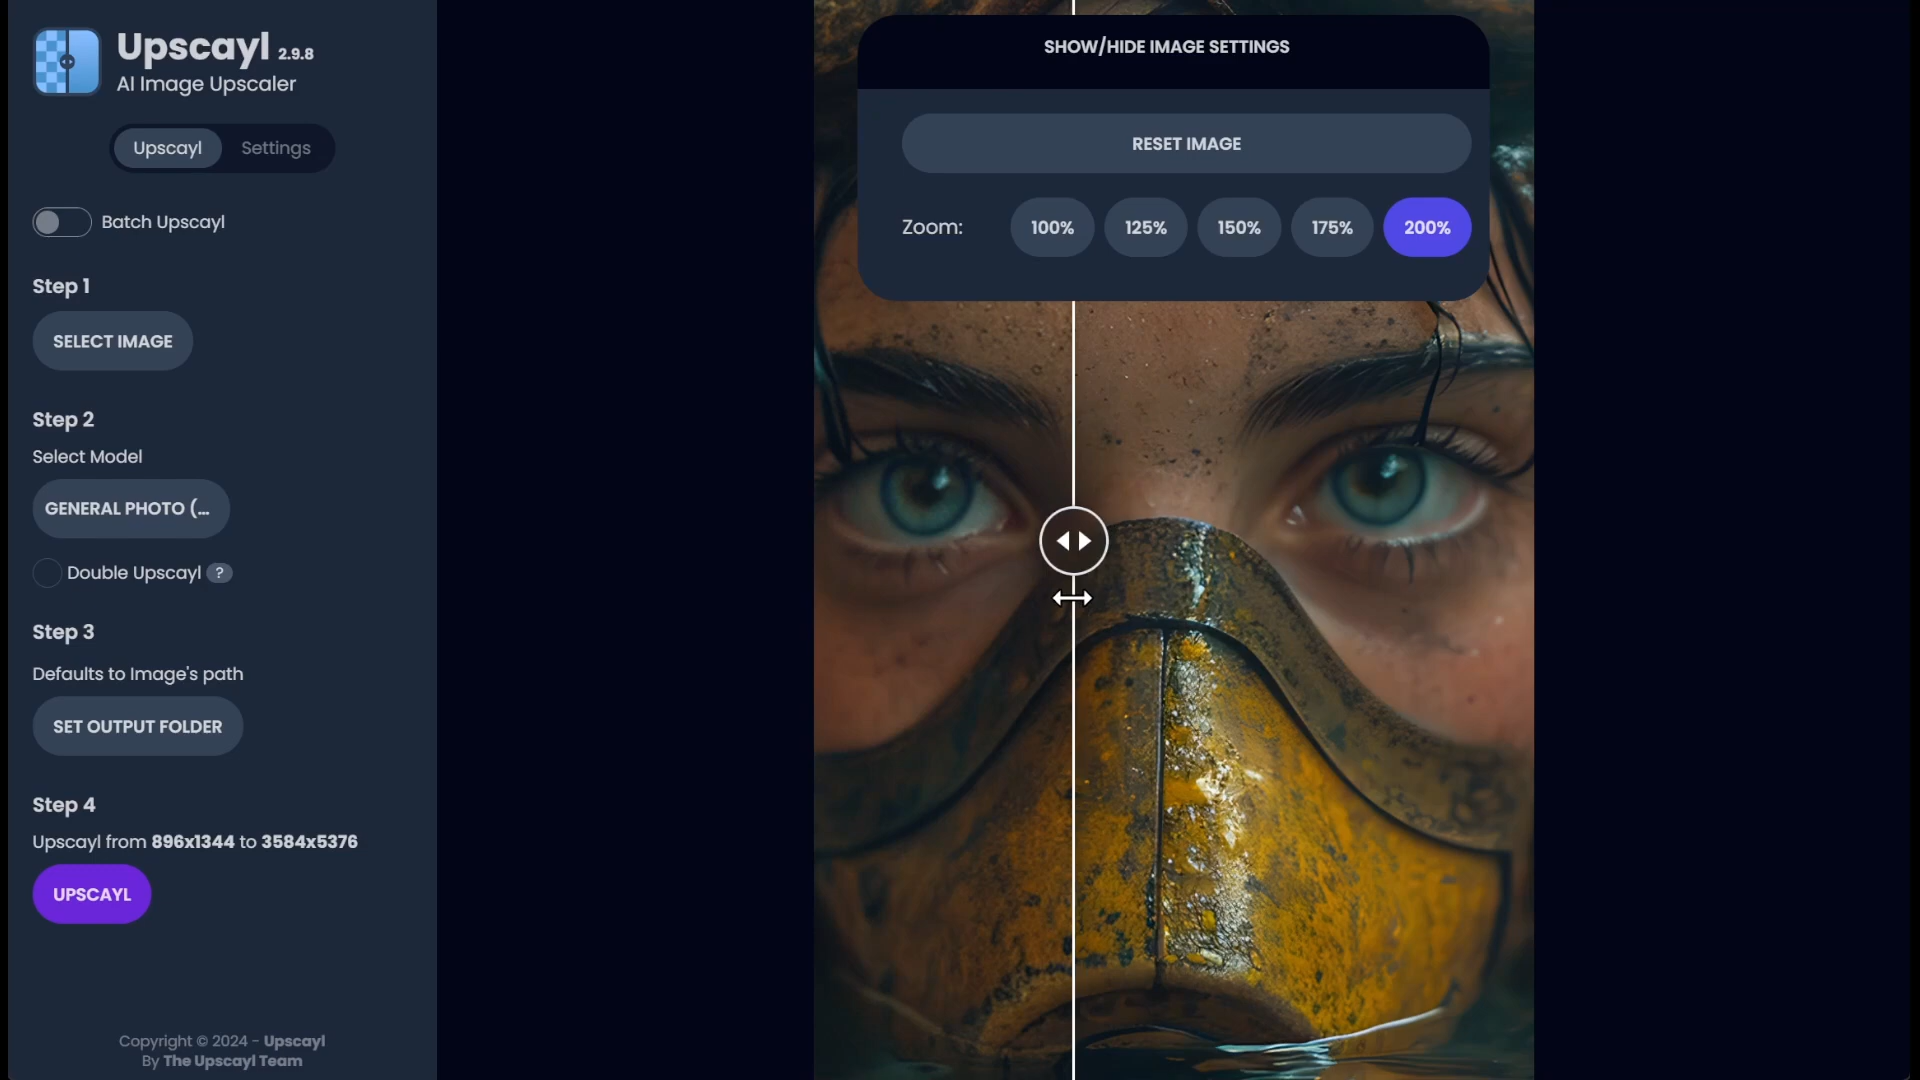 Upscayl 2.9.8
AI Image Upscaler
Upscayl Settings
Batch Upscayl
Step 1
SELECT IMAGE
Step 2
Select Model
GENERAL PHOTO (...
Double Upscayl ?
Step 3
Defaults to Image's path
SET OUTPUT FOLDER
Step 4
Upscayl from 896x1344 to 3584x5376
UPSCAYL
Copyright © 2024 - Upscayl
By The Upscayl Team
SHOW/HIDE IMAGE SETTINGS
RESET IMAGE
Zoom: 100% 125% 150% 175% 200%